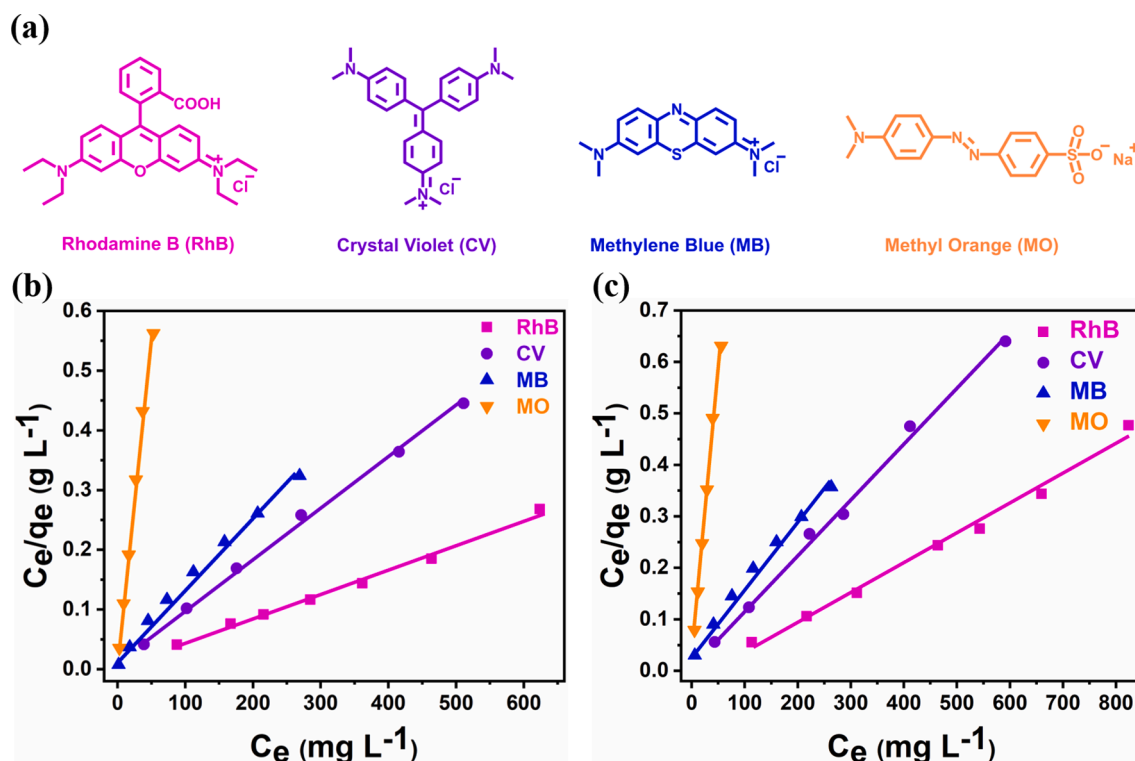 (a)
COOH
N
O
N
+
Cl⁻
N
N
N
+
Cl⁻
N
N
S
N
+
Cl⁻
N
N
N
O
S
O⁻
O
Na⁺
Rhodamine B (RhB)
Crystal Violet (CV)
Methylene Blue (MB)
Methyl Orange (MO)
(b)
0.6
0.5
0.4
0.3
0.2
0.1
0.0
Ce/qe (g L-1)
RhB
CV
MB
MO
0 100 200 300 400 500 600
Ce (mg L-1)
(c)
0.7
0.6
0.5
0.4
0.3
0.2
0.1
0.0
Ce/qe (g L-1)
RhB
CV
MB
MO
0 100 200 300 400 500 600 700 800
Ce (mg L-1)